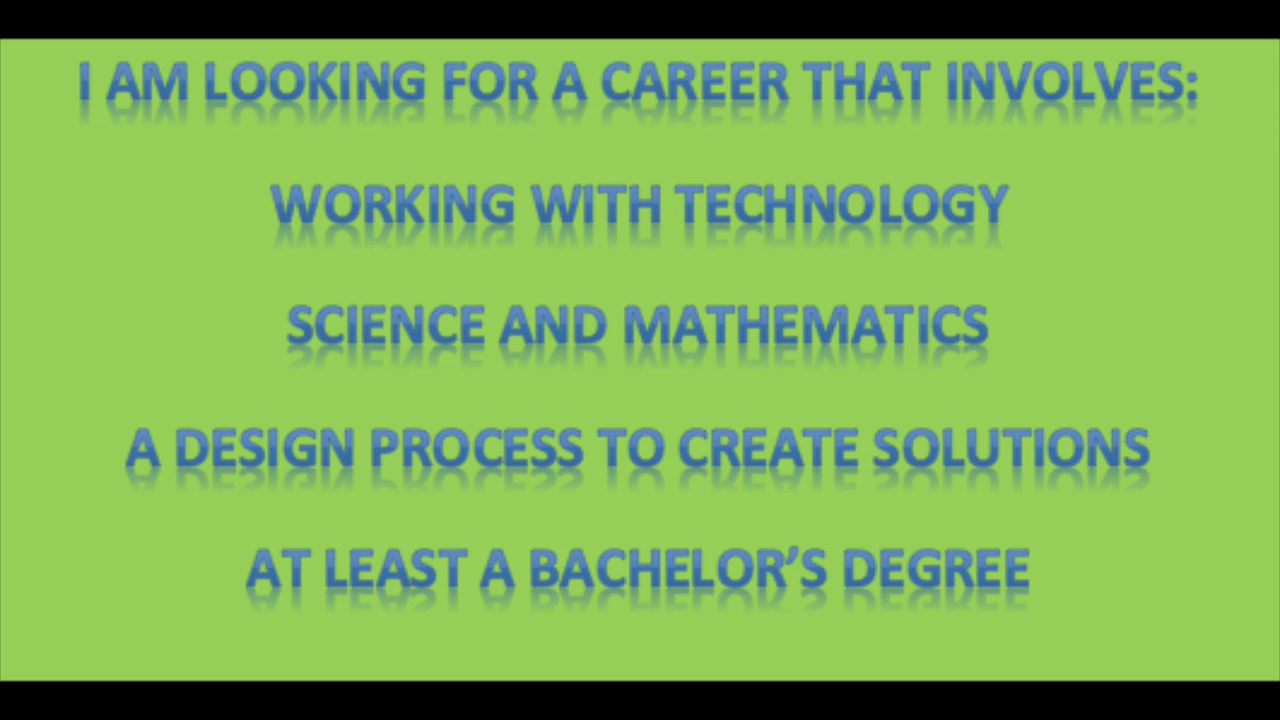 I AM LOOKING FOR A CAREER THAT INVOLVES:
WORKING WITH TECHNOLOGY
SCIENCE AND MATHEMATICS
A DESIGN PROCESS TO CREATE SOLUTIONS
AT LEAST A BACHELOR’S DEGREE